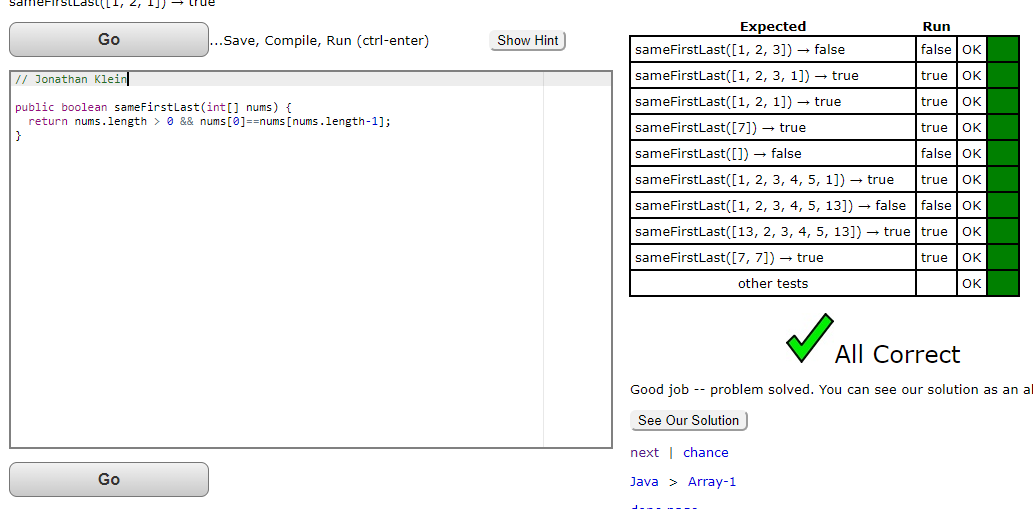 sameFirstLast([1, 2, 1]) → true
Go
...Save, Compile, Run (ctrl-enter)
Show Hint
// Jonathan Klein
public boolean sameFirstLast(int[] nums) {
  return nums.length > 0 && nums[0]==nums[nums.length-1];
}
Go
Expected Run
sameFirstLast([1, 2, 3]) → false false OK
sameFirstLast([1, 2, 3, 1]) → true true OK
sameFirstLast([1, 2, 1]) → true true OK
sameFirstLast([7]) → true true OK
sameFirstLast([]) → false false OK
sameFirstLast([1, 2, 3, 4, 5, 1]) → true true OK
sameFirstLast([1, 2, 3, 4, 5, 13]) → false false OK
sameFirstLast([13, 2, 3, 4, 5, 13]) → true true OK
sameFirstLast([7, 7]) → true true OK
other tests OK
All Correct
Good job -- problem solved. You can see our solution as an al
See Our Solution
next | chance
Java > Array-1
done page